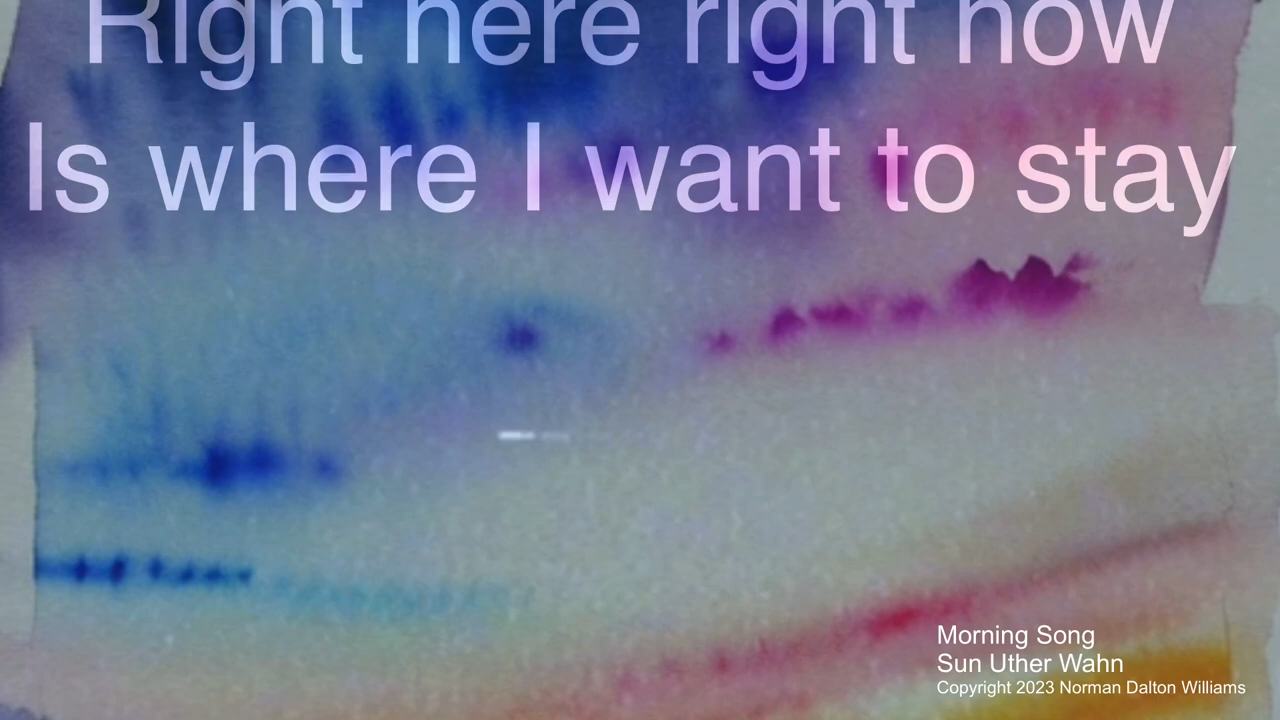 Right here right now
Is where I want to stay
Morning Song
Sun Uther Wahn
Copyright 2023 Norman Dalton Williams